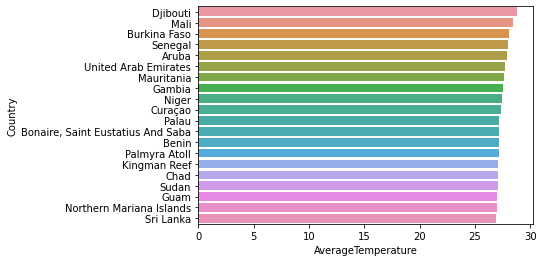 Djibouti
Mali
Burkina Faso
Senegal
Aruba
United Arab Emirates
Mauritania
Gambia
Niger
Curaçao
Palau
Bonaire, Saint Eustatius And Saba
Benin
Palmyra Atoll
Kingman Reef
Chad
Sudan
Guam
Northern Mariana Islands
Sri Lanka
Country
0 5 10 15 20 25 30
AverageTemperature